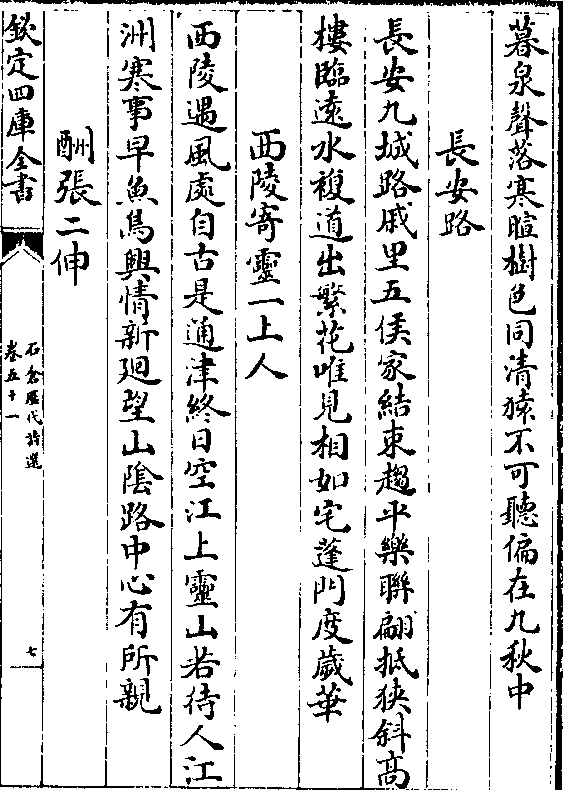 暮泉聲落寒暄樹色同清猿不可聽偏在九秋中
長安路
長安九城路戚里五侯家結束趨平樂聯翩抵狹斜高
樓臨遠水複道出繁花唯見相如宅蓬門度歲華
西陵寄靈一上人
西陵遇風處自古是通津終日空江上靈山若待人江
洲寒事早魚鳥興情新廻望山陰路中心有所親
酬張二仲
欽定四庫全書
石倉歷代詩選
卷五十一
七